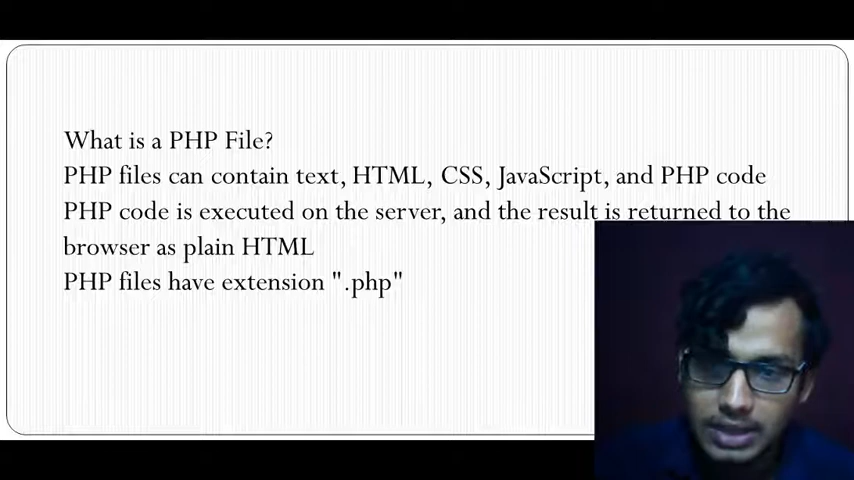 What is a PHP File?
PHP files can contain text, HTML, CSS, JavaScript, and PHP code
PHP code is executed on the server, and the result is returned to the
browser as plain HTML
PHP files have extension ".php"